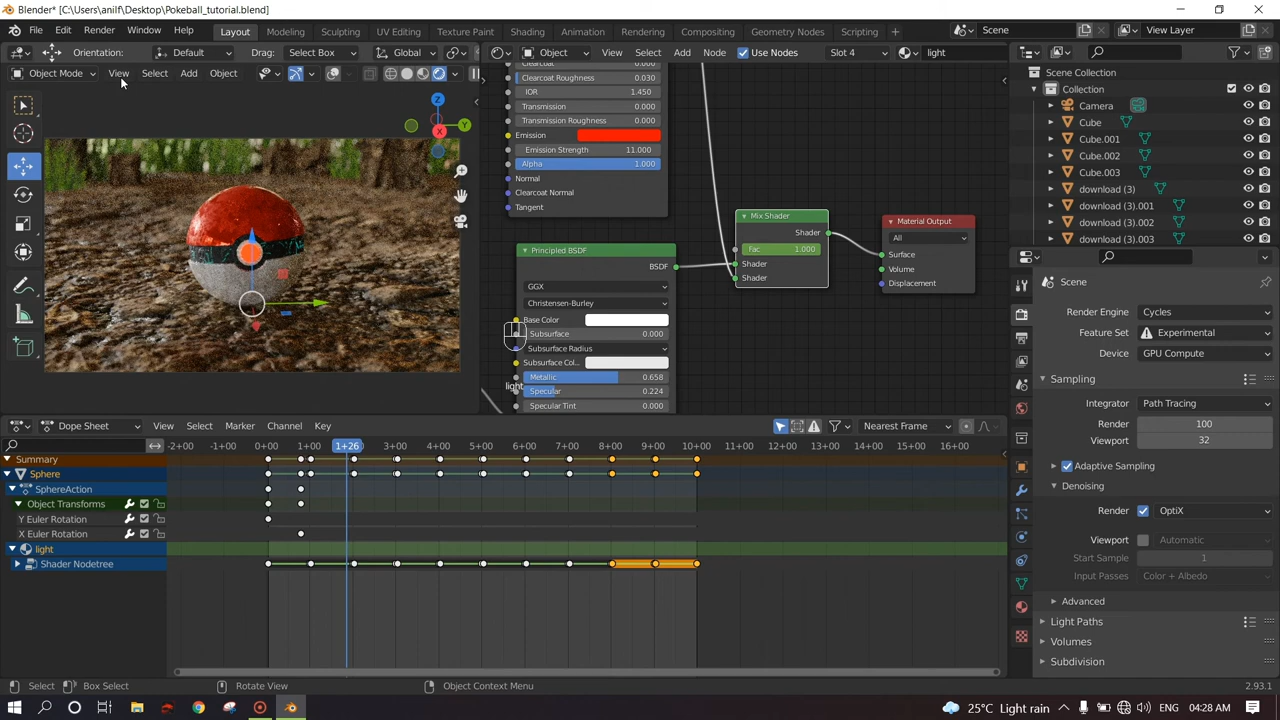 Blender* [C:\Users\anilf\Desktop\Pokeball_tutorial.blend]
File Edit Render Window Help Layout Modeling Sculpting UV Editing Texture Paint Shading Animation Rendering Compositing Geometry Nodes Scripting Scene View Layer
Orientation: Default Drag: Select Box Global Object View Select Add Node Use Nodes Slot 4 light
Object Mode View Select Add Object
Scene Collection
Collection
Camera
Cube
Cube.001
Cube.002
Cube.003
download (3)
download (3).001
download (3).002
download (3).003
Z
Y
X
Clearcoat 0.000
Clearcoat Roughness 0.030
IOR 1.450
Transmission 0.000
Transmission Roughness 0.000
Emission
Emission Strength 11.000
Alpha 1.000
Normal
Clearcoat Normal
Tangent
Principled BSDF
BSDF
GGX
Christensen-Burley
Base Color
Subsurface 0.000
Subsurface Radius
Subsurface Col...
Metallic 0.658
Specular 0.224
Specular Tint 0.000
light
Mix Shader
Shader
Fac 1.000
Shader
Shader
Material Output
All
Surface
Volume
Displacement
Scene
Render Engine Cycles
Feature Set Experimental
Device GPU Compute
Sampling
Integrator Path Tracing
Render 100
Viewport 32
Adaptive Sampling
Denoising
Render OptiX
Viewport Automatic
Start Sample 1
Input Passes Color + Albedo
Advanced
Light Paths
Volumes
Subdivision
Dope Sheet View Select Marker Channel Key Nearest Frame
-2+00 -1+00 0+00 1+00 1+26 3+00 4+00 5+00 6+00 7+00 8+00 9+00 10+00 11+00 12+00 13+00 14+00 15+00 16+00
Summary
Sphere
SphereAction
Object Transforms
Y Euler Rotation
X Euler Rotation
light
Shader Nodetree
Select Box Select Rotate View Object Context Menu 2.93.1
25°C Light rain ENG 04:28 AM